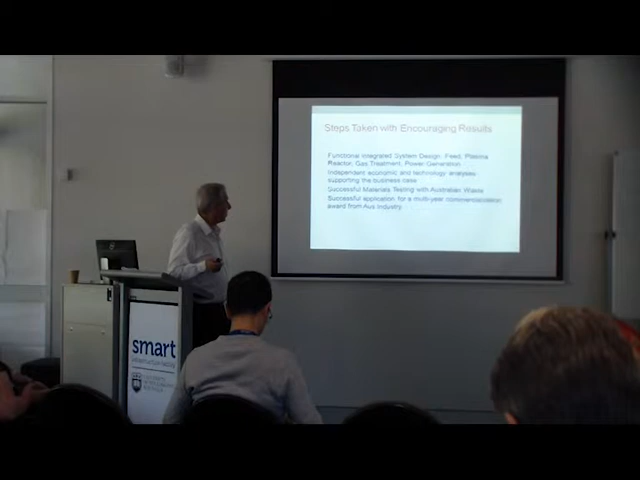 Steps Taken with Encouraging Results
Functional Integrated System Design: Feed, Plasma
Reactor, Gas Treatment, Power Generation
Independent economic and technology analyses
supporting the business case
Successful Materials Testing with Australian Waste
Successful application for a multi-year commercialisation
award from Aus Industry
smart